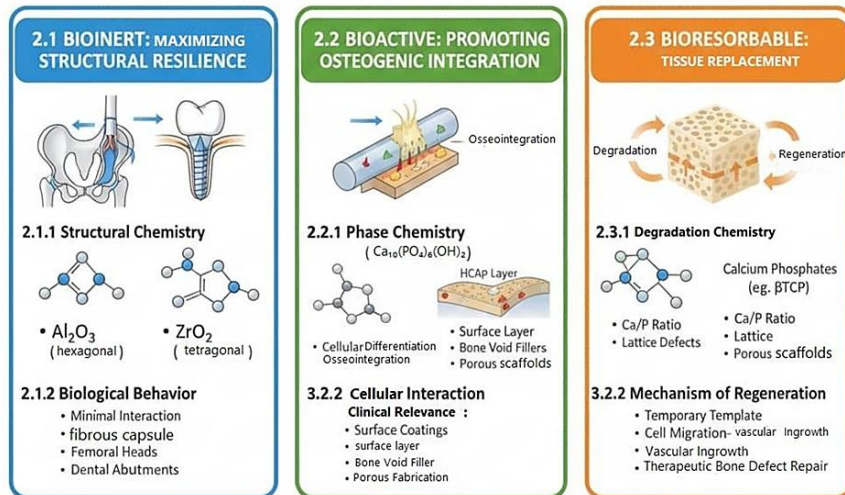 2.1 BIOINERT: MAXIMIZING
STRUCTURAL RESILIENCE
2.1.1 Structural Chemistry
• Al₂O₃
( hexagonal )
• ZrO₂
( tetragonal )
2.1.2 Biological Behavior
• Minimal Interaction
• fibrous capsule
• Femoral Heads
• Dental Abutments
2.2 BIOACTIVE: PROMOTING
OSTEOGENIC INTEGRATION
Osseointegration
2.2.1 Phase Chemistry
( Ca₁₀(PO₄)₆(OH)₂ )
HCAP Layer
• Cellular Differentiation
Osseointegration
• Surface Layer
• Bone Void Fillers
• Porous scaffolds
3.2.2 Cellular Interaction
Clinical Relevance :
• Surface Coatings
• surface layer
• Bone Void Filler
• Porous Fabrication
2.3 BIORESORBABLE:
TISSUE REPLACEMENT
Degradation
Regeneration
2.3.1 Degradation Chemistry
• Ca/P Ratio
• Lattice Defects
Calcium Phosphates
(eg. βTCP)
• Ca/P Ratio
• Lattice
• Porous scaffolds
3.2.2 Mechanism of Regeneration
• Temporary Template
• Cell Migration- vascular Ingrowth
• Vascular Ingrowth
• Therapeutic Bone Defect Repair